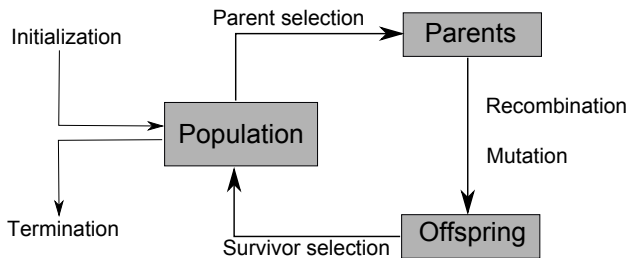 Parent selection
Parents
Initialization
Population
Recombination
Mutation
Termination
Survivor selection
Offspring